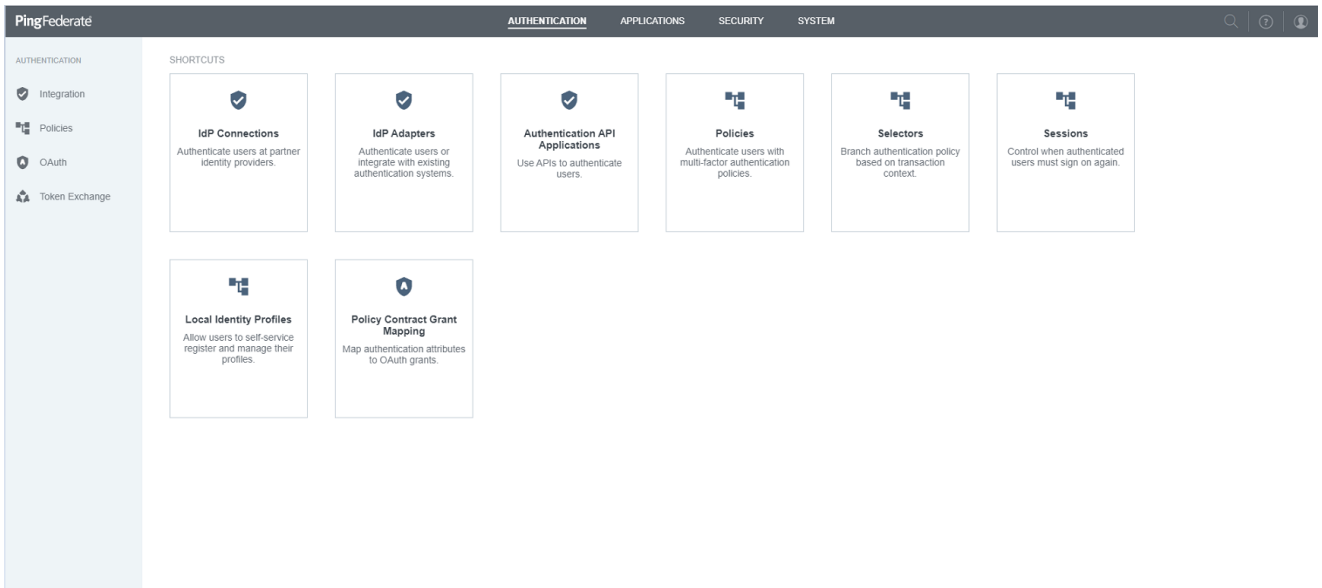 PingFederate
AUTHENTICATION
APPLICATIONS
SECURITY
SYSTEM
AUTHENTICATION
Integration
Policies
OAuth
Token Exchange
SHORTCUTS
IdP Connections
Authenticate users at partner
identity providers.
IdP Adapters
Authenticate users or
integrate with existing
authentication systems.
Authentication API
Applications
Use APIs to authenticate
users.
Policies
Authenticate users with
multi-factor authentication
policies.
Selectors
Branch authentication policy
based on transaction
context.
Sessions
Control when authenticated
users must sign on again.
Local Identity Profiles
Allow users to self-service
register and manage their
profiles.
Policy Contract Grant
Mapping
Map authentication attributes
to OAuth grants.